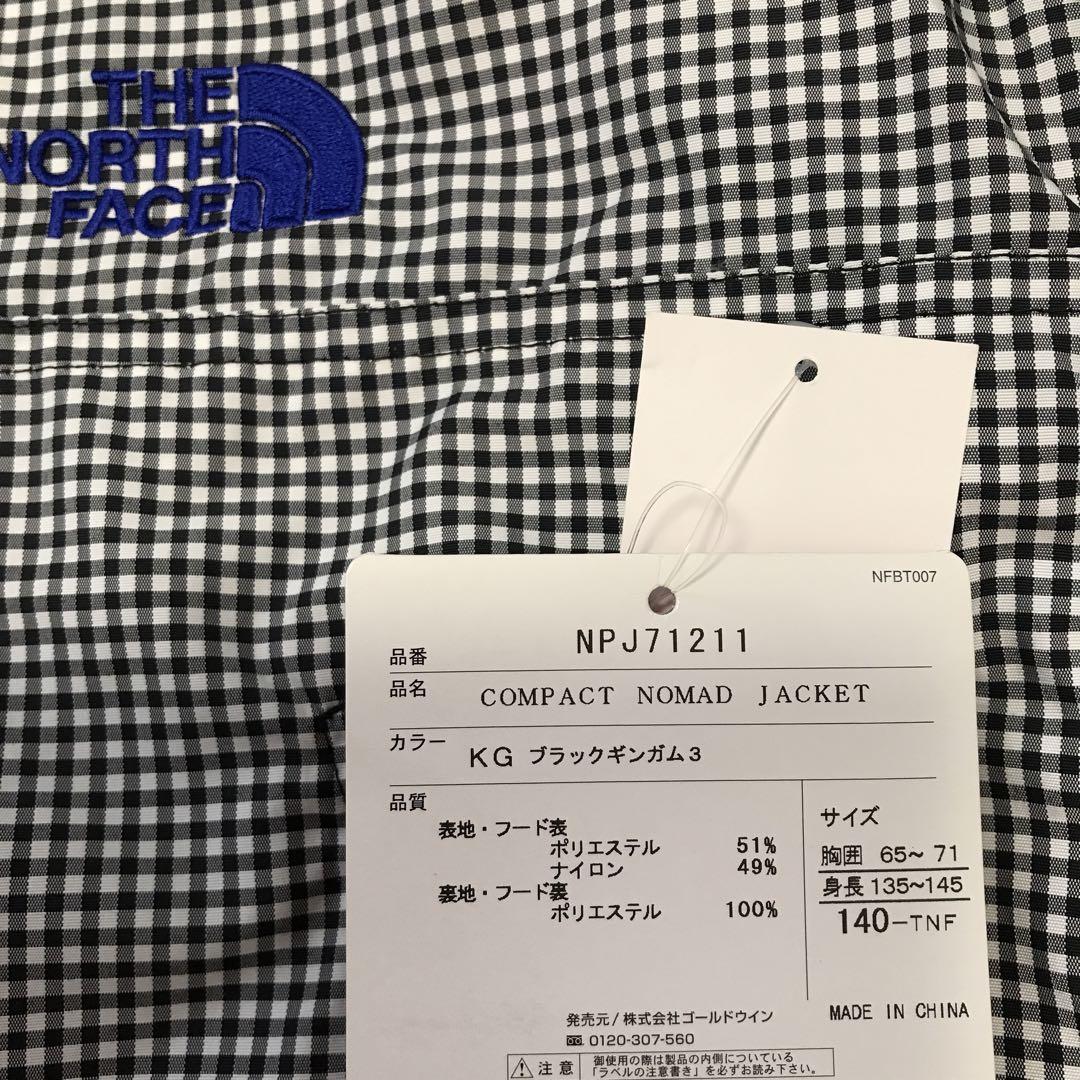 THE
NORTH
FACE
NFBT007
品番 NPJ71211
品名 COMPACT NOMAD JACKET
カラー KG ブラックギンガム3
品質
表地・フード表
ポリエステル 51%
ナイロン 49%
裏地・フード裏
ポリエステル 100%
サイズ
胸囲 65~71
身長 135~145
140-TNF
MADE IN CHINA
発売元/株式会社ゴールドウイン
0120-307-560
注意 御使用の際は製品の内側についている
「ラベルの注意書き」を必ずお読み下さい。